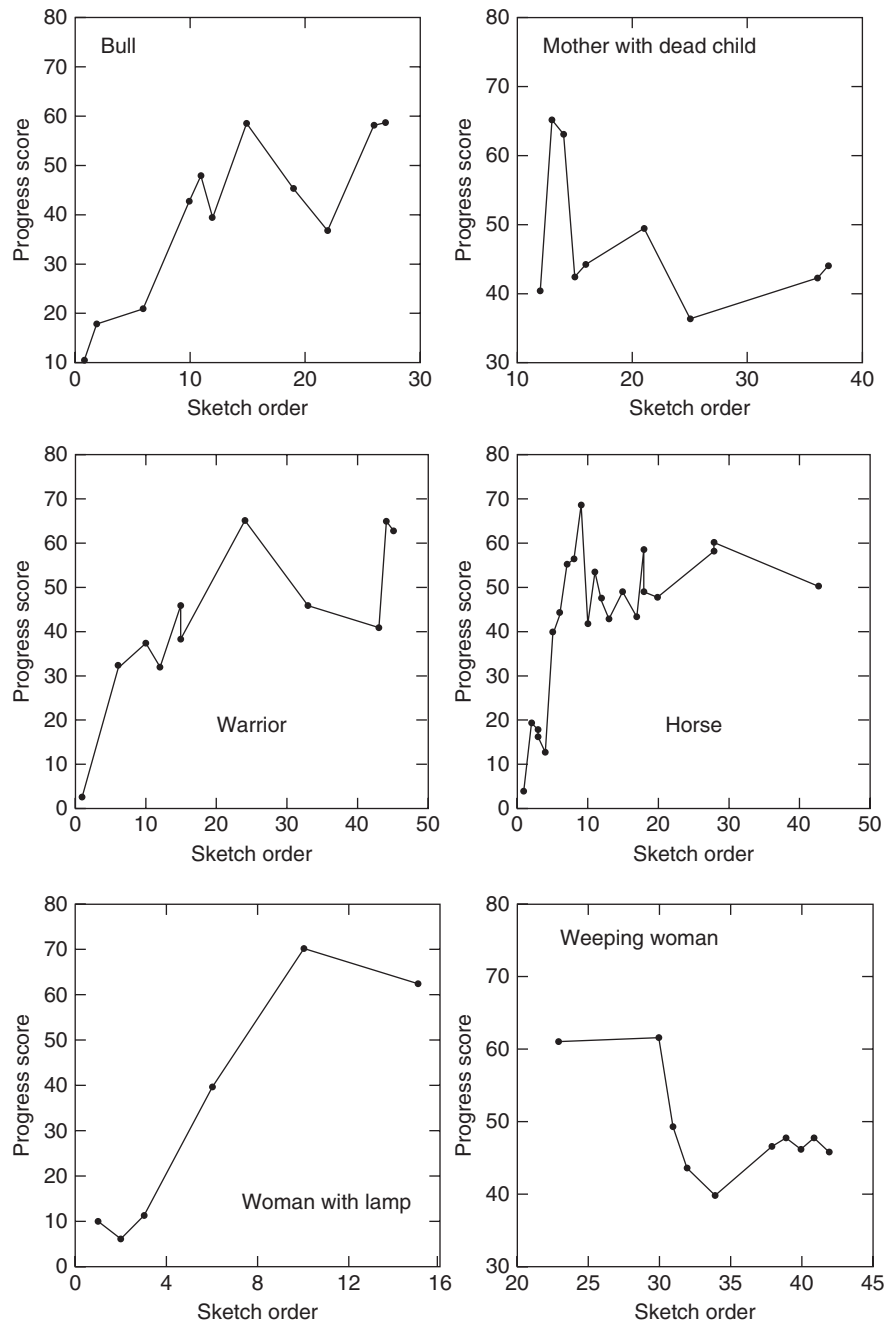 Bull
80
70
60
50
40
30
20
10
0 10 20 30
Progress score
Sketch order
Mother with dead child
80
70
60
50
40
30
10 20 30 40
Progress score
Sketch order
Warrior
80
70
60
50
40
30
20
10
0
0 10 20 30 40 50
Progress score
Sketch order
Horse
80
70
60
50
40
30
20
10
0
0 10 20 30 40 50
Progress score
Sketch order
Woman with lamp
80
70
60
50
40
30
20
10
0
0 4 8 12 16
Progress score
Sketch order
Weeping woman
80
70
60
50
40
30
20 25 30 35 40 45
Progress score
Sketch order